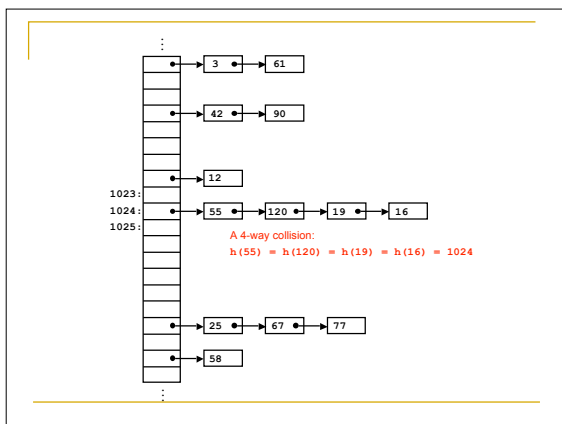 ⋮
3 61
42 90
12
1023:
1024: 55 120 19 16
1025:
A 4-way collision:
h(55) = h(120) = h(19) = h(16) = 1024
25 67 77
58
⋮